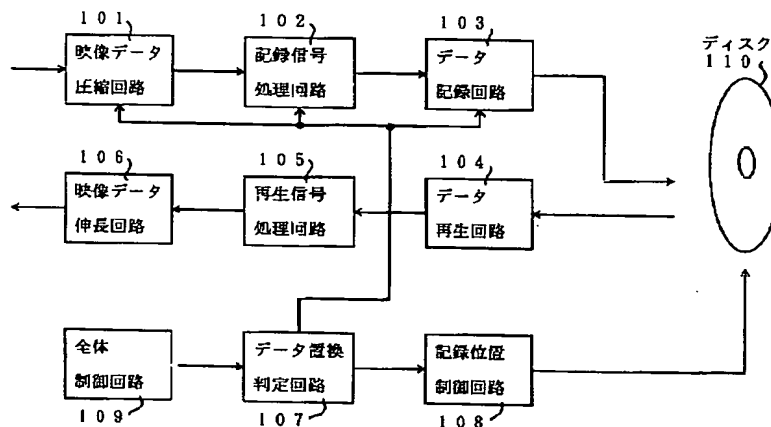 101
映像データ
圧縮回路
102
記録信号
処理回路
103
データ
記録回路
ディスク
110
106
映像データ
伸長回路
105
再生信号
処理回路
104
データ
再生回路
全体
制御回路
109
データ置換
判定回路
107
記録位置
制御回路
108